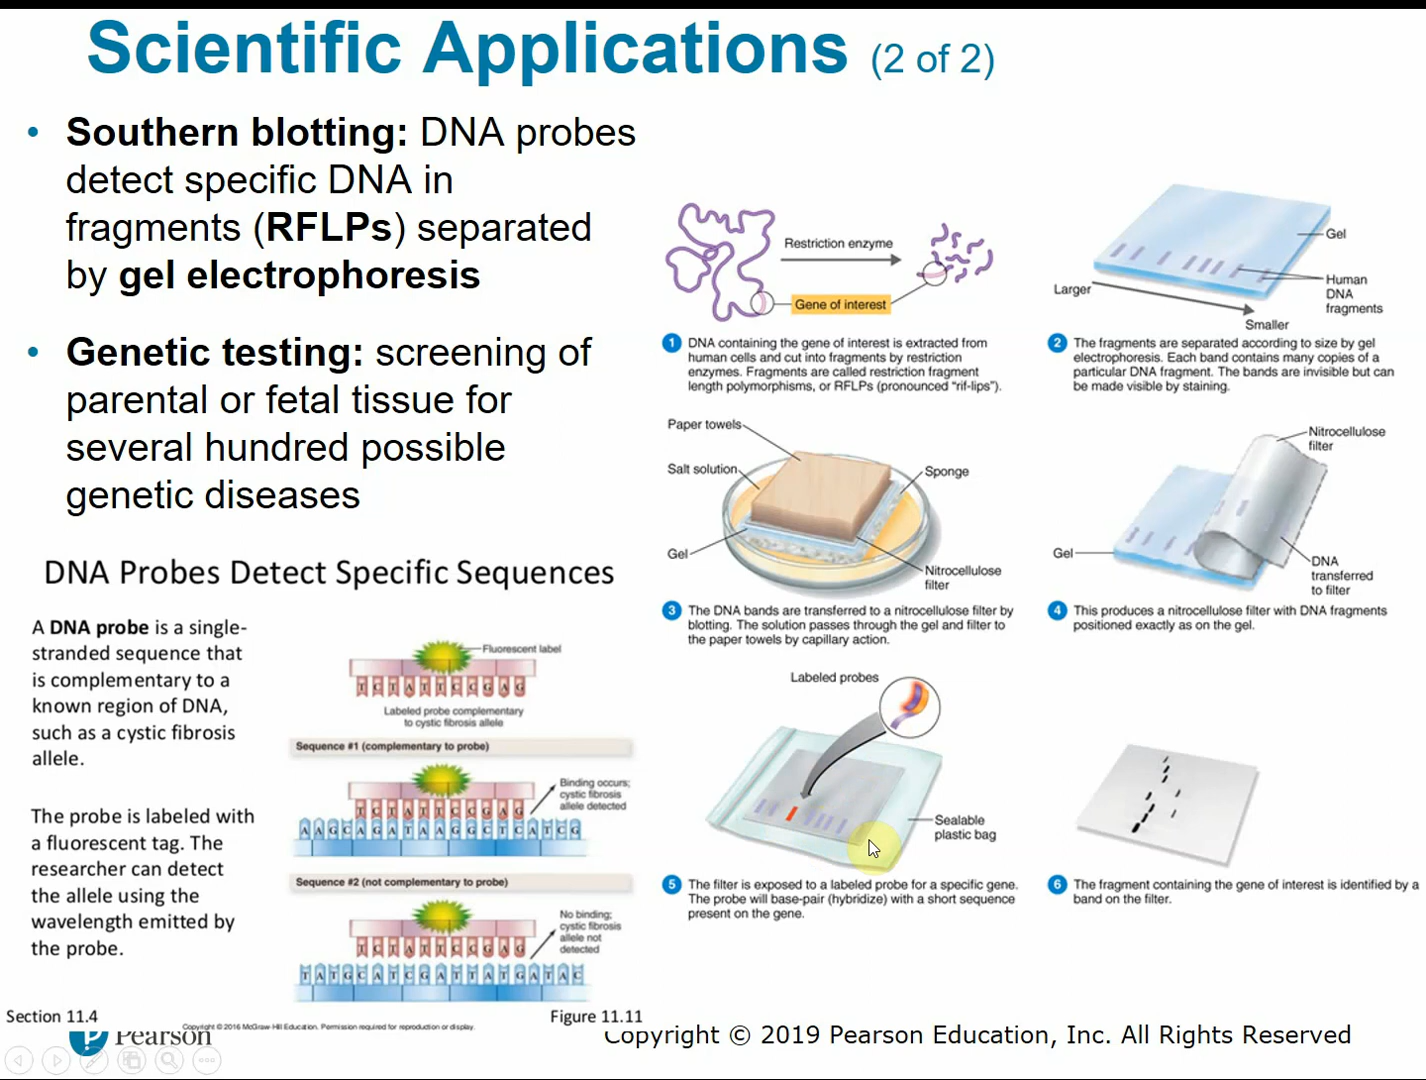 Scientific Applications (2 of 2)
• Southern blotting: DNA probes
detect specific DNA in
fragments (RFLPs) separated
by gel electrophoresis
• Genetic testing: screening of
parental or fetal tissue for
several hundred possible
genetic diseases
Restriction enzyme
Gene of interest
1 DNA containing the gene of interest is extracted from
human cells and cut into fragments by restriction
enzymes. Fragments are called restriction fragment
length polymorphisms, or RFLPs (pronounced “rif-lips”).
Gel
Human
DNA
fragments
Larger
Smaller
2 The fragments are separated according to size by gel
electrophoresis. Each band contains many copies of a
particular DNA fragment. The bands are invisible but can
be made visible by staining.
Paper towels
Salt solution
Sponge
Gel
Nitrocellulose
filter
3 The DNA bands are transferred to a nitrocellulose filter by
blotting. The solution passes through the gel and filter to
the paper towels by capillary action.
Nitrocellulose
filter
Gel
DNA
transferred
to filter
4 This produces a nitrocellulose filter with DNA fragments
positioned exactly as on the gel.
Labeled probes
Sealable
plastic bag
5 The filter is exposed to a labeled probe for a specific gene.
The probe will base-pair (hybridize) with a short sequence
present on the gene.
6 The fragment containing the gene of interest is identified by a
band on the filter.
DNA Probes Detect Specific Sequences
A DNA probe is a single-
stranded sequence that
is complementary to a
known region of DNA,
such as a cystic fibrosis
allele.
The probe is labeled with
a fluorescent tag. The
researcher can detect
the allele using the
wavelength emitted by
the probe.
Fluorescent label
T C T A T T C C G A G
Labeled probe complementary
to cystic fibrosis allele
Sequence #1 (complementary to probe)
Binding occurs;
cystic fibrosis
allele detected
T C T A T T C C G A G
A A G C A G A T A A G G C T C A T C G
Sequence #2 (not complementary to probe)
No binding;
cystic fibrosis
allele not
detected
T C T A T T C C G A G
T A T G C A T C G A T T A T G A T A C
Section 11.4
Figure 11.11
Copyright © 2016 McGraw-Hill Education. Permission required for reproduction or display.
Pearson
Copyright © 2019 Pearson Education, Inc. All Rights Reserved